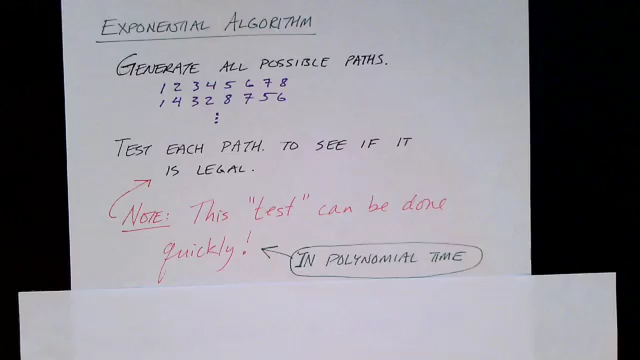 EXPONENTIAL ALGORITHM
GENERATE ALL POSSIBLE PATHS.
1 2 3 4 5 6 7 8
1 4 3 2 8 7 5 6
⋮
TEST EACH PATH. TO SEE IF IT
IS LEGAL.
NOTE: This "test" can be done
quickly!
IN POLYNOMIAL TIME